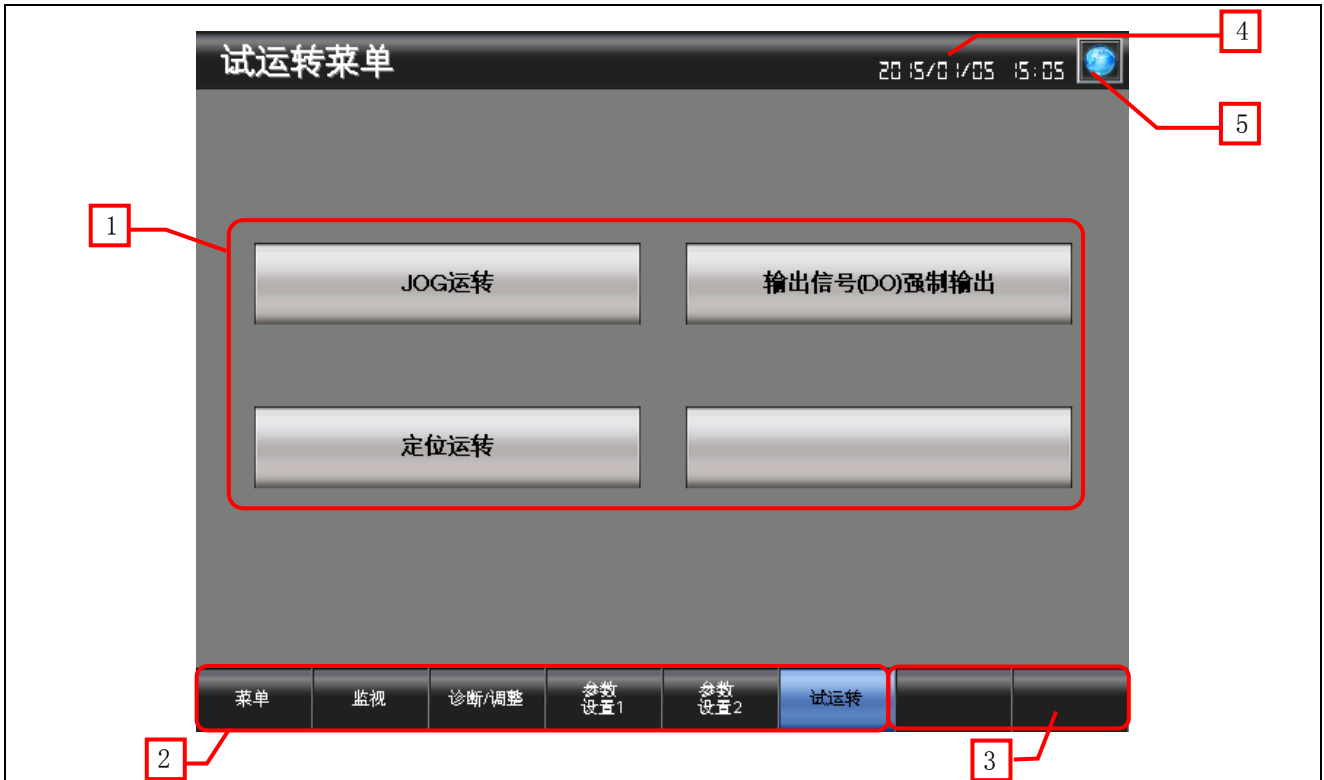 4
试运转菜单
2015/01/05 15:05
5
1
JOG运转
输出信号(DO)强制输出
定位运转
菜单
监视
诊断/调整
参数
设置1
参数
设置2
试运转
2
3